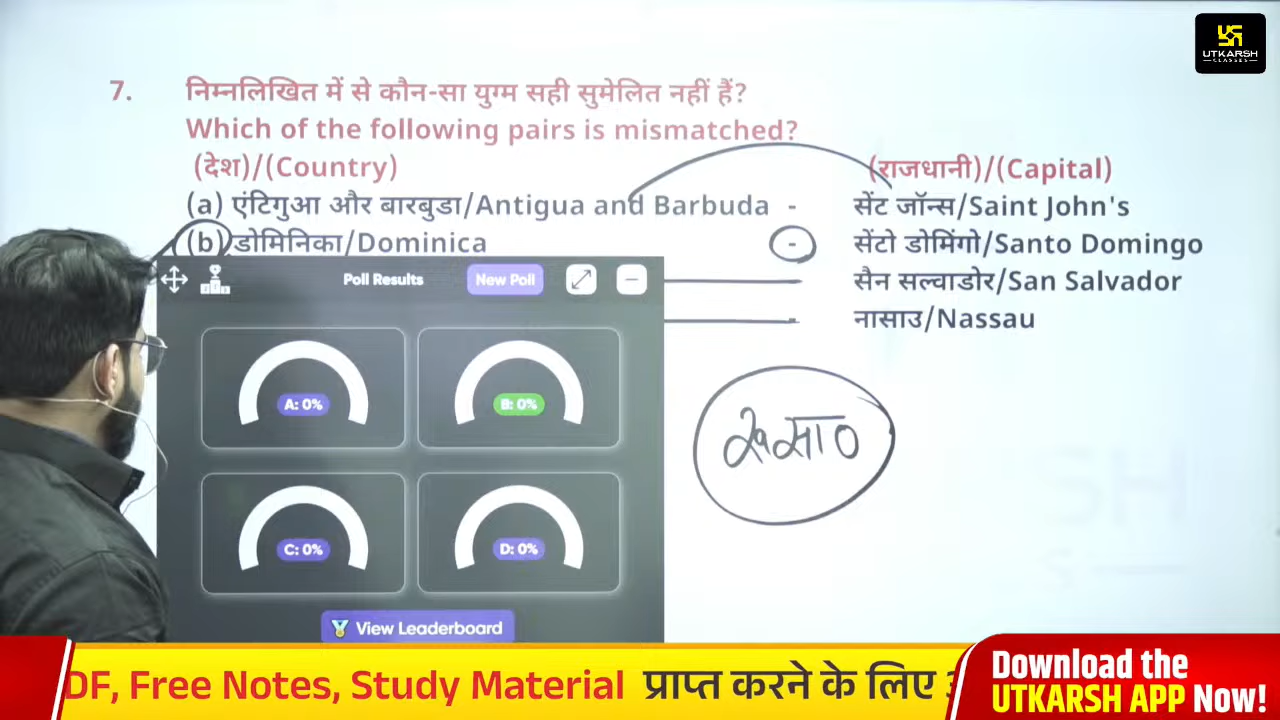 UTKARSH
CLASSES
7. निम्नलिखित में से कौन-सा युग्म सही सुमेलित नहीं हैं?
Which of the following pairs is mismatched?
(देश)/(Country) (राजधानी)/(Capital)
(a) एंटिगुआ और बारबुडा/Antigua and Barbuda - सेंट जॉन्स/Saint John's
(b) डोमिनिका/Dominica - सेंटो डोमिंगो/Santo Domingo
सैन सल्वाडोर/San Salvador
- नासाउ/Nassau
Poll Results New Poll
A: 0% B: 0%
C: 0% D: 0%
View Leaderboard
DF, Free Notes, Study Material प्राप्त करने के लिए
Download the
UTKARSH APP Now!